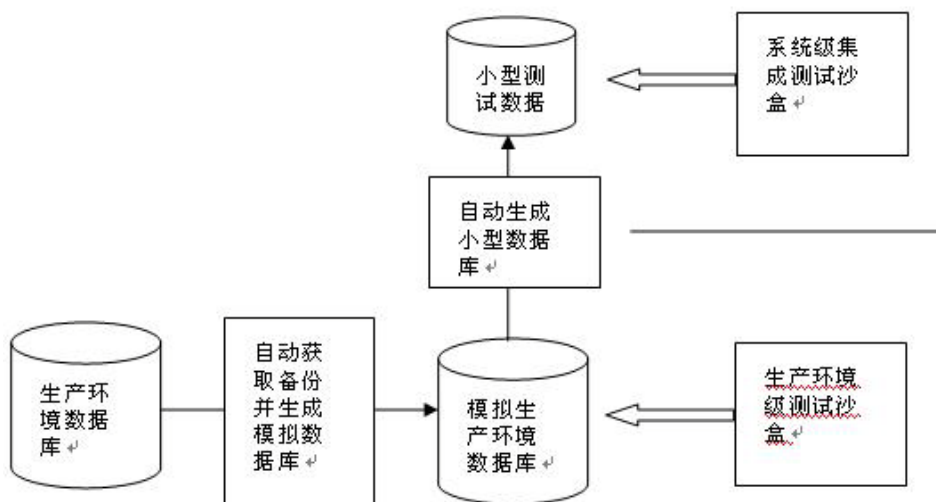 小型测
试数据
系统级集
成测试沙
盒↵
自动生成
小型数据
库↵
生产环
境数据
库
自动获
取备份
并生成
模拟数
据库↵
模拟生
产环境
数据库↵
生产环境
级测试沙
盒↵